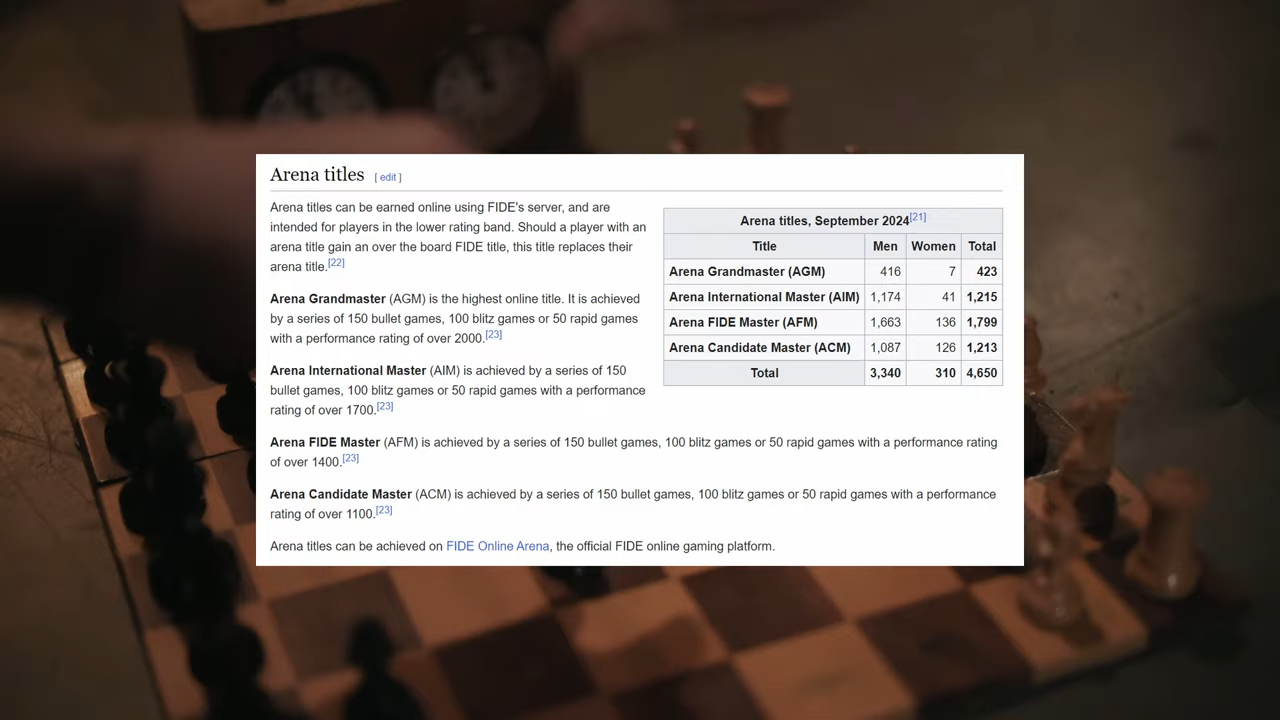 Arena titles [ edit ]
Arena titles can be earned online using FIDE's server, and are
intended for players in the lower rating band. Should a player with an
arena title gain an over the board FIDE title, this title replaces their
arena title.[22]
Arena Grandmaster (AGM) is the highest online title. It is achieved
by a series of 150 bullet games, 100 blitz games or 50 rapid games
with a performance rating of over 2000.[23]
Arena International Master (AIM) is achieved by a series of 150
bullet games, 100 blitz games or 50 rapid games with a performance
rating of over 1700.[23]
Arena titles, September 2024[21]
Title Men Women Total
Arena Grandmaster (AGM) 416 7 423
Arena International Master (AIM) 1,174 41 1,215
Arena FIDE Master (AFM) 1,663 136 1,799
Arena Candidate Master (ACM) 1,087 126 1,213
Total 3,340 310 4,650
Arena FIDE Master (AFM) is achieved by a series of 150 bullet games, 100 blitz games or 50 rapid games with a performance rating
of over 1400.[23]
Arena Candidate Master (ACM) is achieved by a series of 150 bullet games, 100 blitz games or 50 rapid games with a performance
rating of over 1100.[23]
Arena titles can be achieved on FIDE Online Arena, the official FIDE online gaming platform.